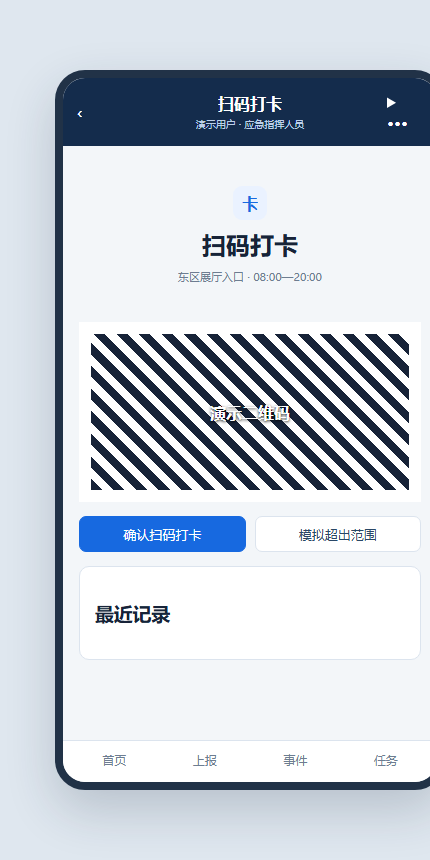 扫码打卡
演示用户 · 应急指挥人员
卡
扫码打卡
东区展厅入口 · 08:00—20:00
演示二维码
确认扫码打卡
模拟超出范围
最近记录
首页
上报
事件
任务